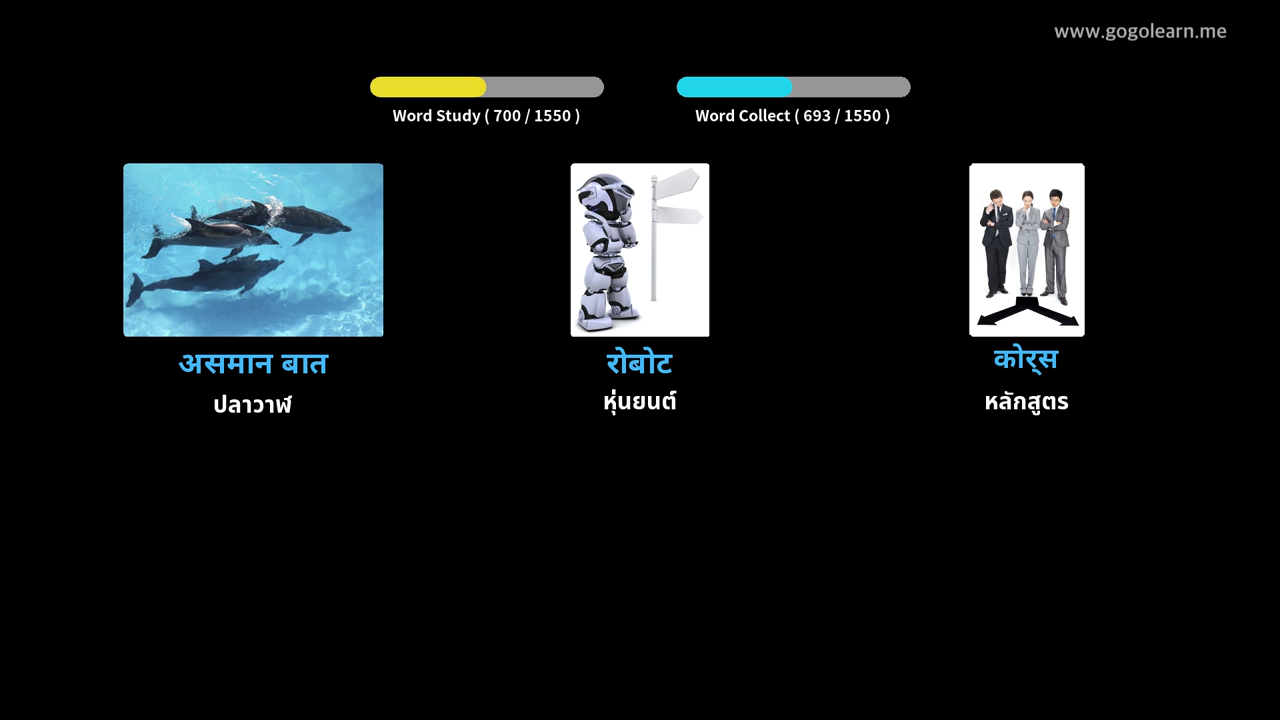 www.gogolearn.me
Word Study ( 700 / 1550 )
Word Collect ( 693 / 1550 )
असमान बात
रोबोट
कोर्स
ปลาวาฬ
หุ่นยนต์
หลักสูตร